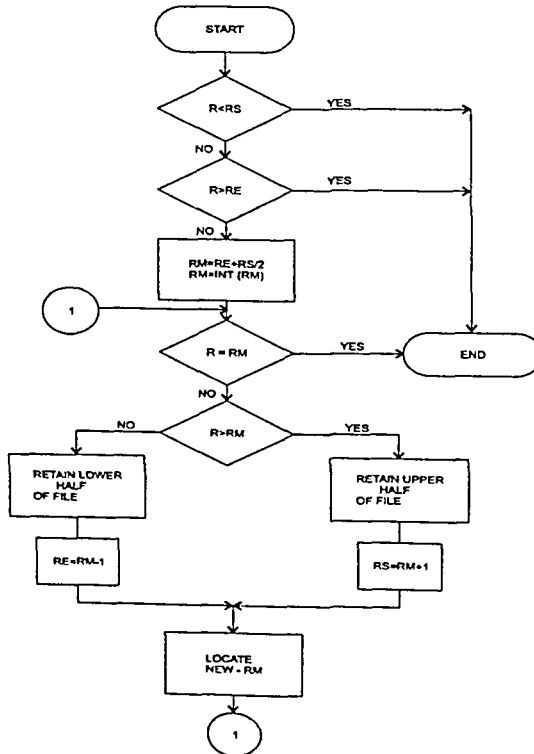 START
R<RS
YES
NO
R>RE
YES
NO
RM=RE+RS/2
RM=INT (RM)
1
R = RM
YES
END
NO
R>RM
NO
YES
RETAIN LOWER
HALF
OF FILE
RETAIN UPPER
HALF
OF FILE
RE=RM-1
RS=RM+1
LOCATE
NEW - RM
1